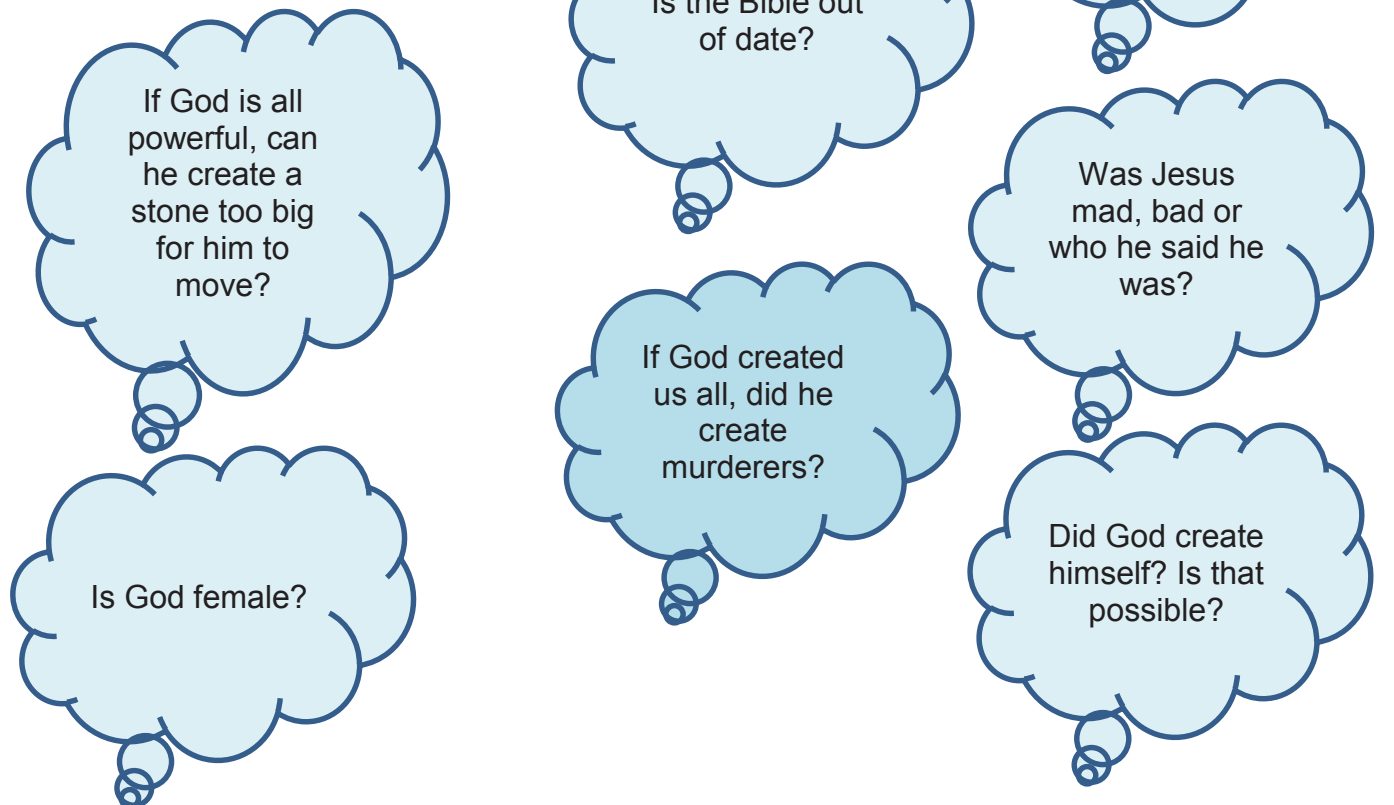 If God is all
powerful, can
he create a
stone too big
for him to
move?
Is the Bible out
of date?
Was Jesus
mad, bad or
who he said he
was?
If God created
us all, did he
create
murderers?
Is God female?
Did God create
himself? Is that
possible?